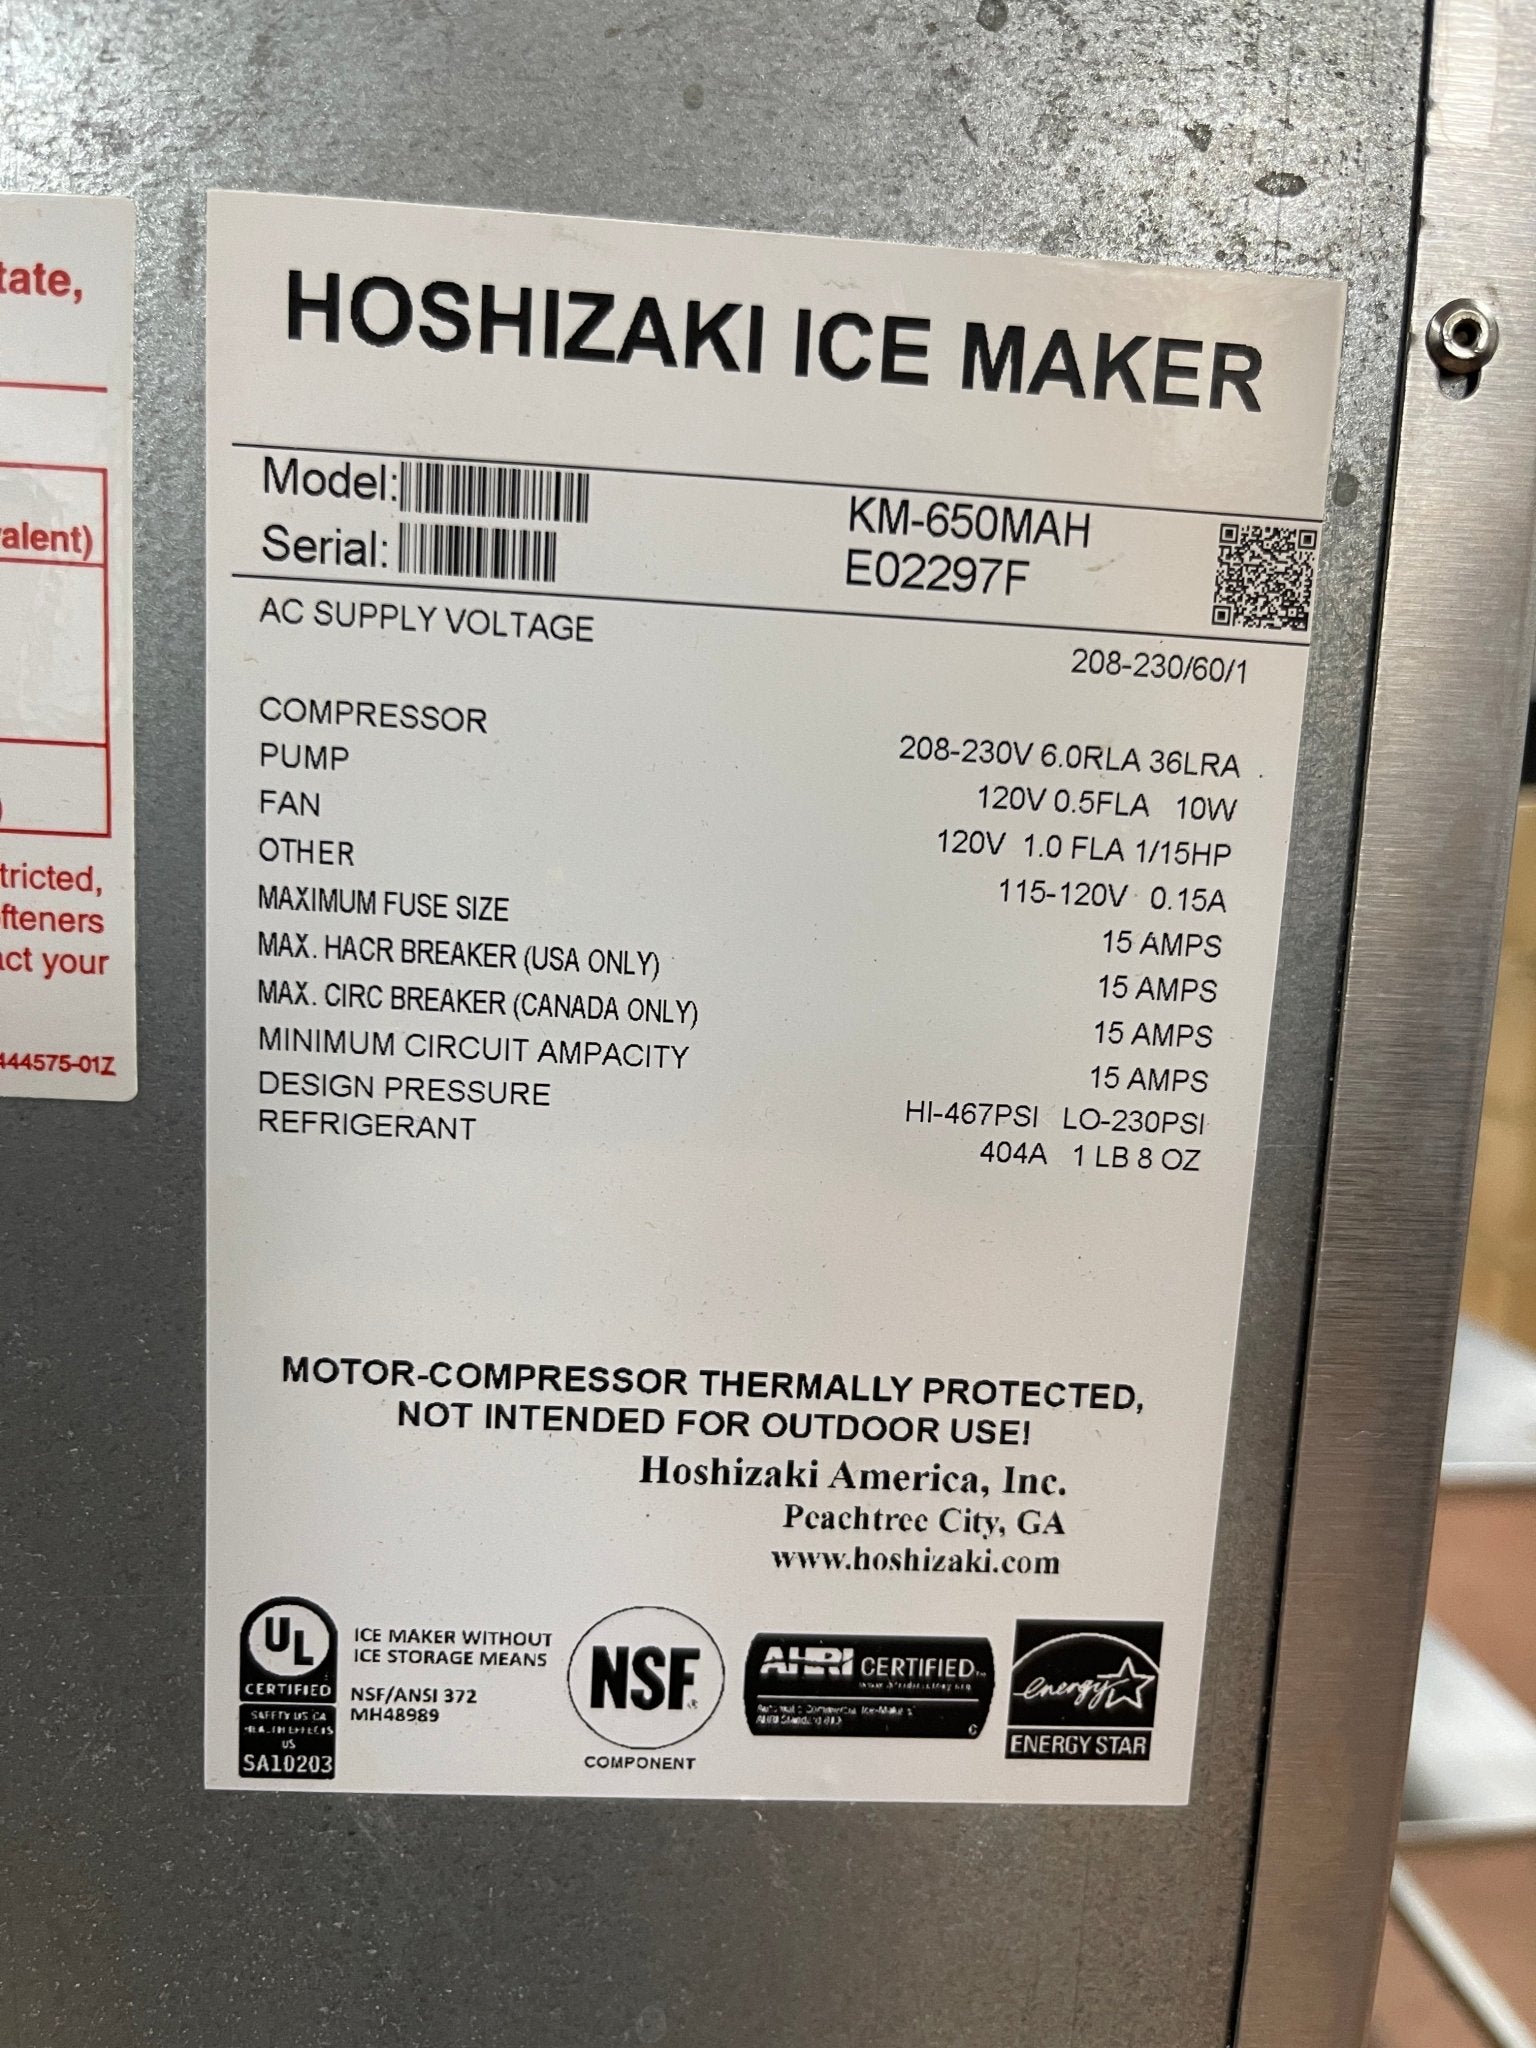 tate,
valent)
)
tricted,
fteners
act your
444575-01Z
HOSHIZAKI ICE MAKER
Model: KM-650MAH
Serial: E02297F
AC SUPPLY VOLTAGE 208-230/60/1
COMPRESSOR 208-230V 6.0RLA 36LRA
PUMP 120V 0.5FLA 10W
FAN 120V 1.0 FLA 1/15HP
OTHER 115-120V 0.15A
MAXIMUM FUSE SIZE 15 AMPS
MAX. HACR BREAKER (USA ONLY) 15 AMPS
MAX. CIRC BREAKER (CANADA ONLY) 15 AMPS
MINIMUM CIRCUIT AMPACITY 15 AMPS
DESIGN PRESSURE HI-467PSI LO-230PSI
REFRIGERANT 404A 1 LB 8 OZ
MOTOR-COMPRESSOR THERMALLY PROTECTED,
NOT INTENDED FOR OUTDOOR USE!
Hoshizaki America, Inc.
Peachtree City, GA
www.hoshizaki.com
UL
CERTIFIED
SAFETY US CA
US
SA10203
ICE MAKER WITHOUT
ICE STORAGE MEANS
NSF/ANSI 372
MH48989
NSF
COMPONENT
AHRI CERTIFIED
C
energy
ENERGY STAR